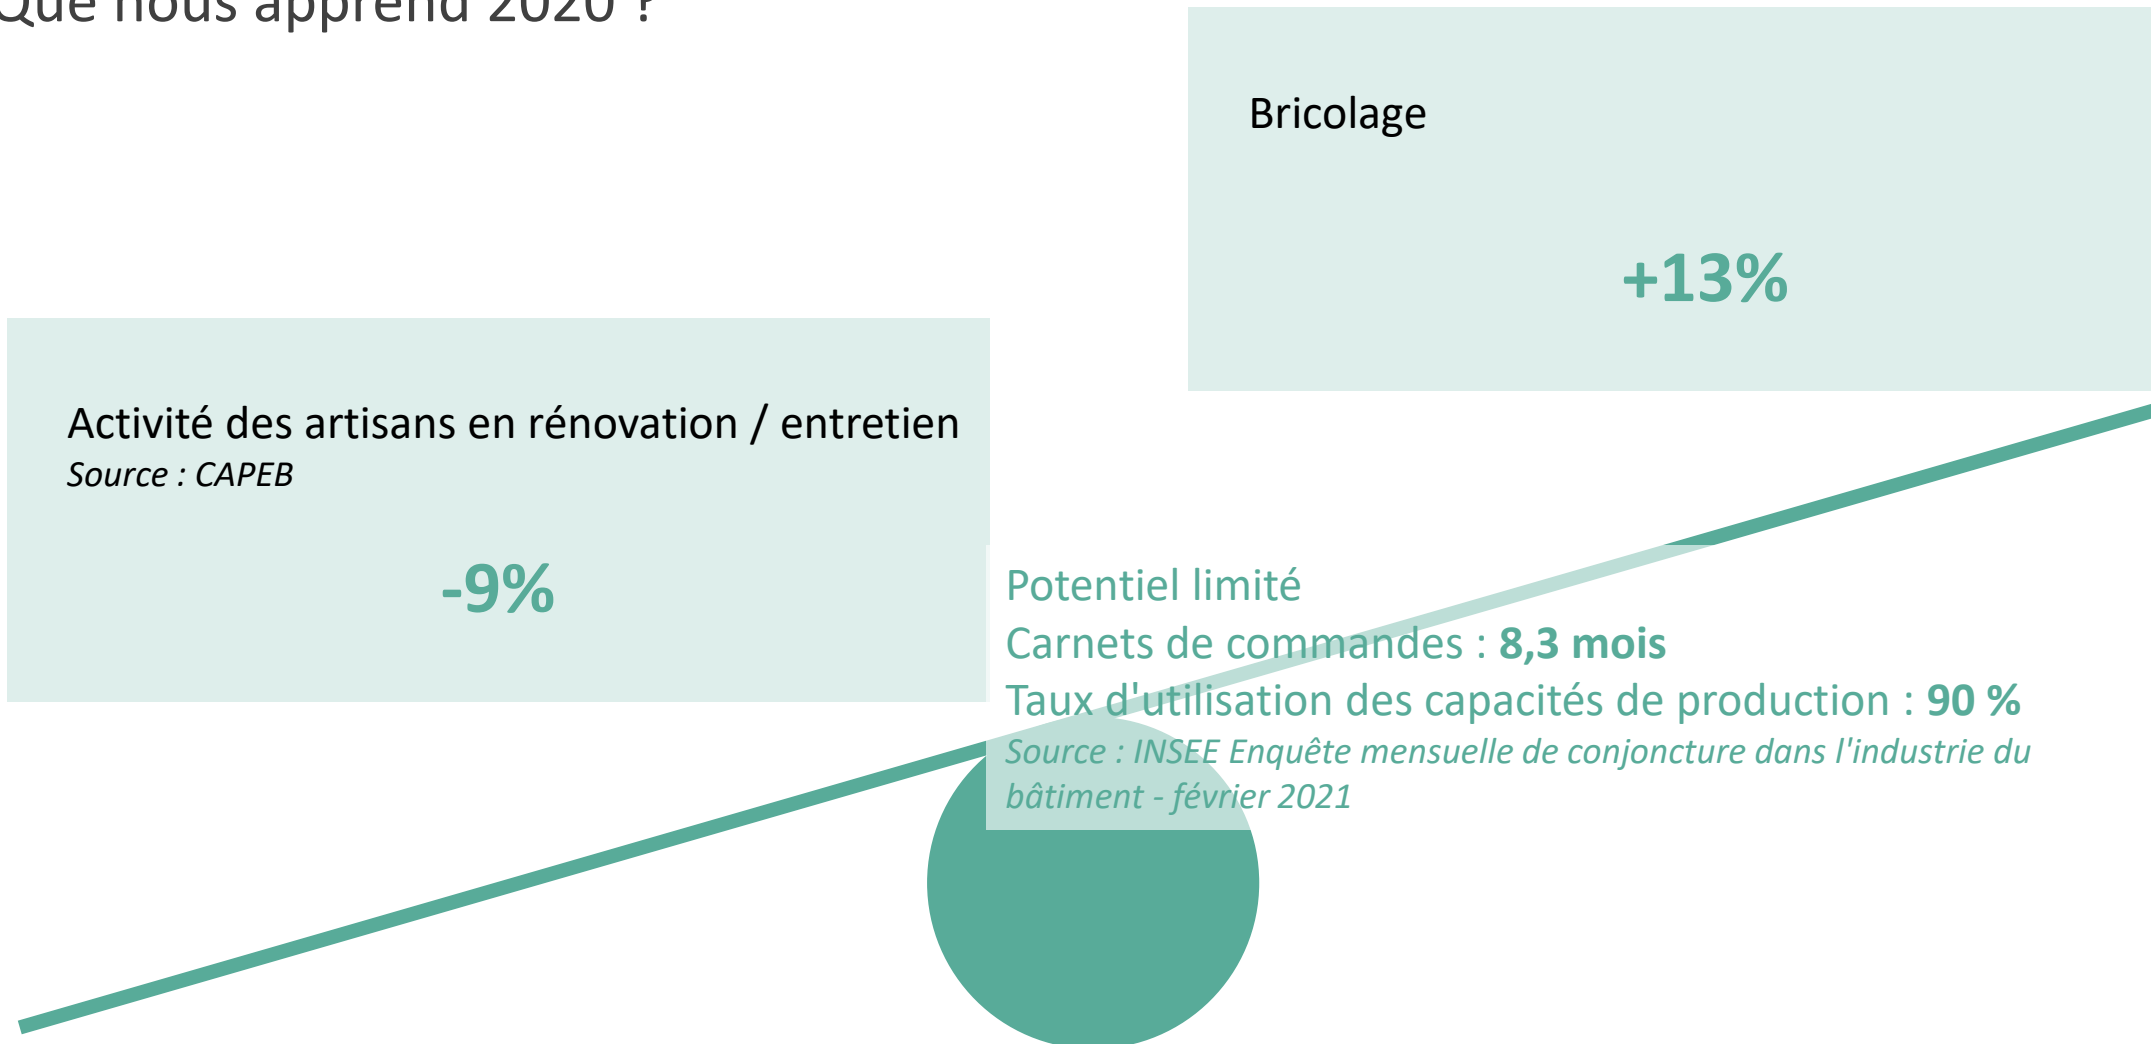 Que nous apprend 2020 ?
Bricolage
+13%
Activité des artisans en rénovation / entretien
Source : CAPEB
-9%
Potentiel limité
Carnets de commandes : 8,3 mois
Taux d'utilisation des capacités de production : 90 %
Source : INSEE Enquête mensuelle de conjoncture dans l'industrie du
bâtiment - février 2021